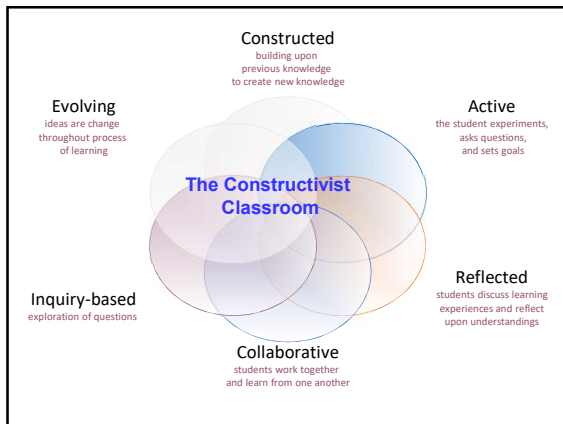 Constructed
building upon
previous knowledge
to create new knowledge
Evolving
ideas are change
throughout process
of learning
Active
the student experiments,
asks questions,
and sets goals
The Constructivist
Classroom
Inquiry-based
exploration of questions
Reflected
students discuss learning
experiences and reflect
upon understandings
Collaborative
students work together
and learn from one another